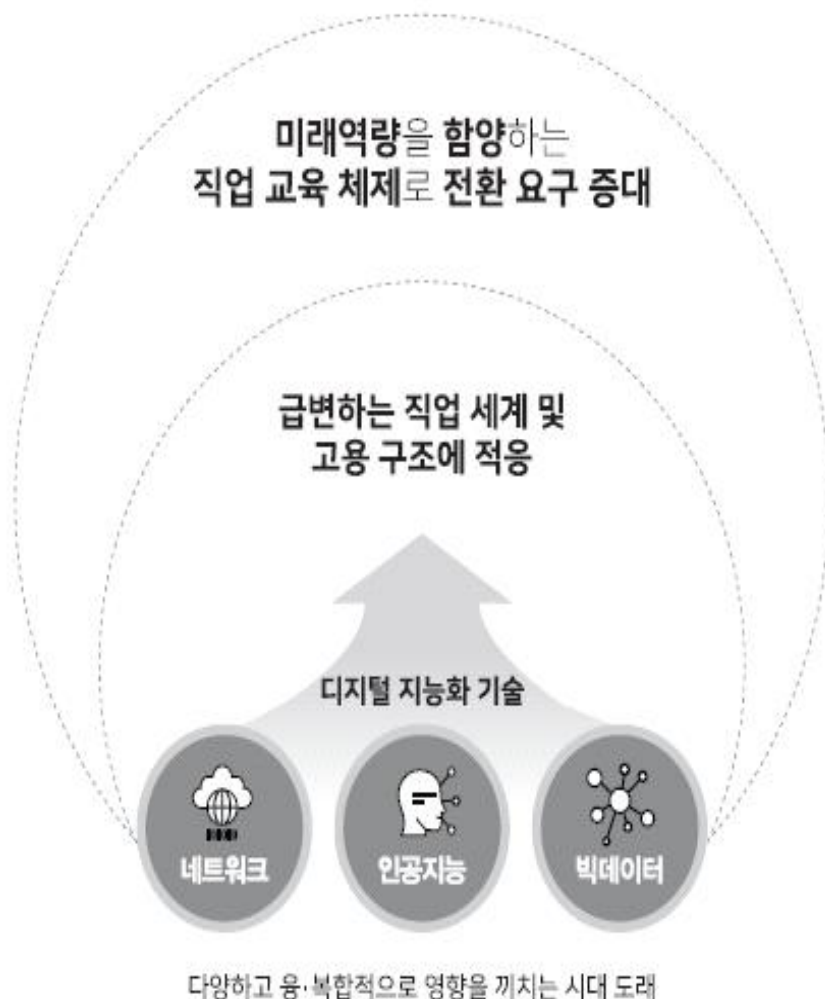 미래역량을 함양하는
직업 교육 체제로 전환 요구 증대
급변하는 직업 세계 및
고용 구조에 적응
디지털 지능화 기술
네트워크
인공지능
빅데이터
다양하고 융·복합적으로 영향을 끼치는 시대 도래